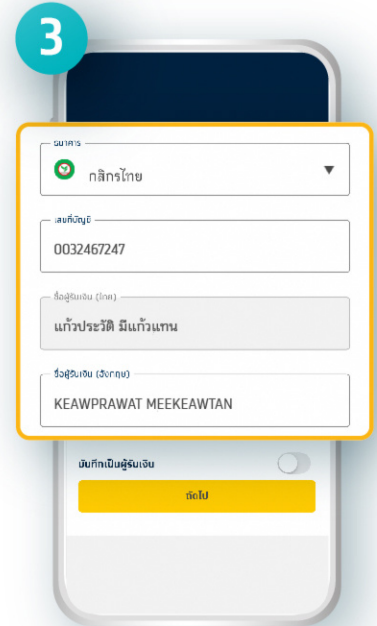 3
ธนาคาร
กสิกรไทย
เลขที่บัญชี
0032467247
ชื่อผู้รับเงิน (ไทย)
แก้วประวัติ มีแก้วแทน
ชื่อผู้รับเงิน (อังกฤษ)
KEAWPRAWAT MEEKEAWTAN
บันทึกเป็นผู้รับเงิน
ถัดไป